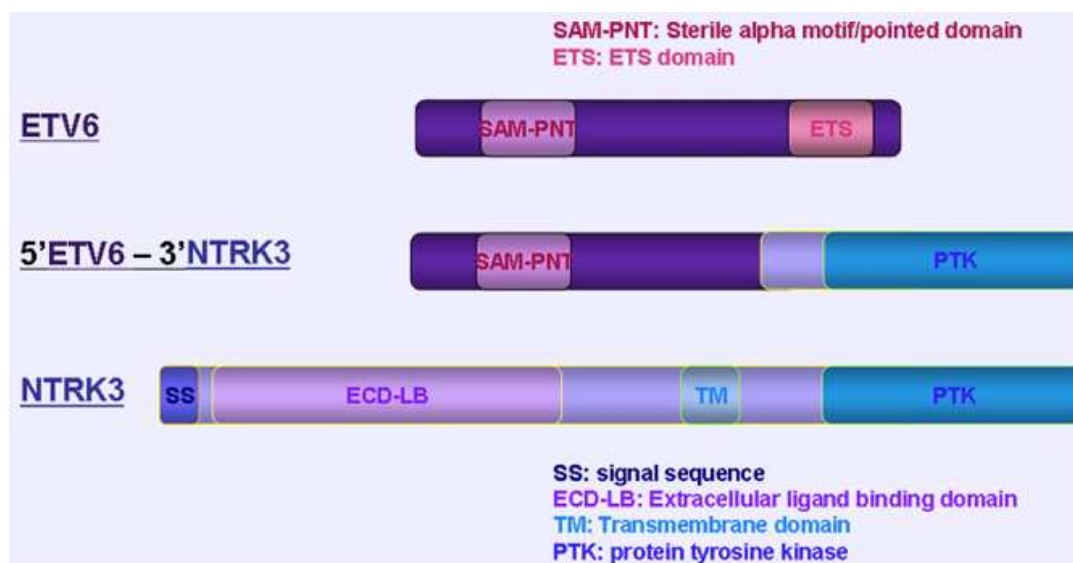 SAM-PNT: Sterile alpha motif/pointed domain
ETS: ETS domain
ETV6
SAM-PNT
ETS
5’ETV6 – 3’NTRK3
SAM-PNT
PTK
NTRK3
SS
ECD-LB
TM
PTK
SS: signal sequence
ECD-LB: Extracellular ligand binding domain
TM: Transmembrane domain
PTK: protein tyrosine kinase